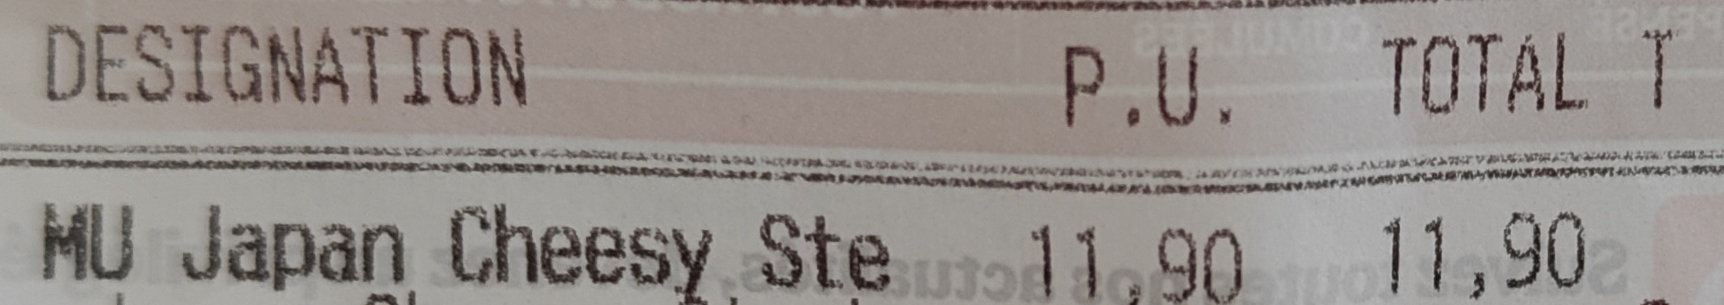 DESIGNATION P.U. TOTAL T
MU Japan Cheesy Ste 11,90 11,90